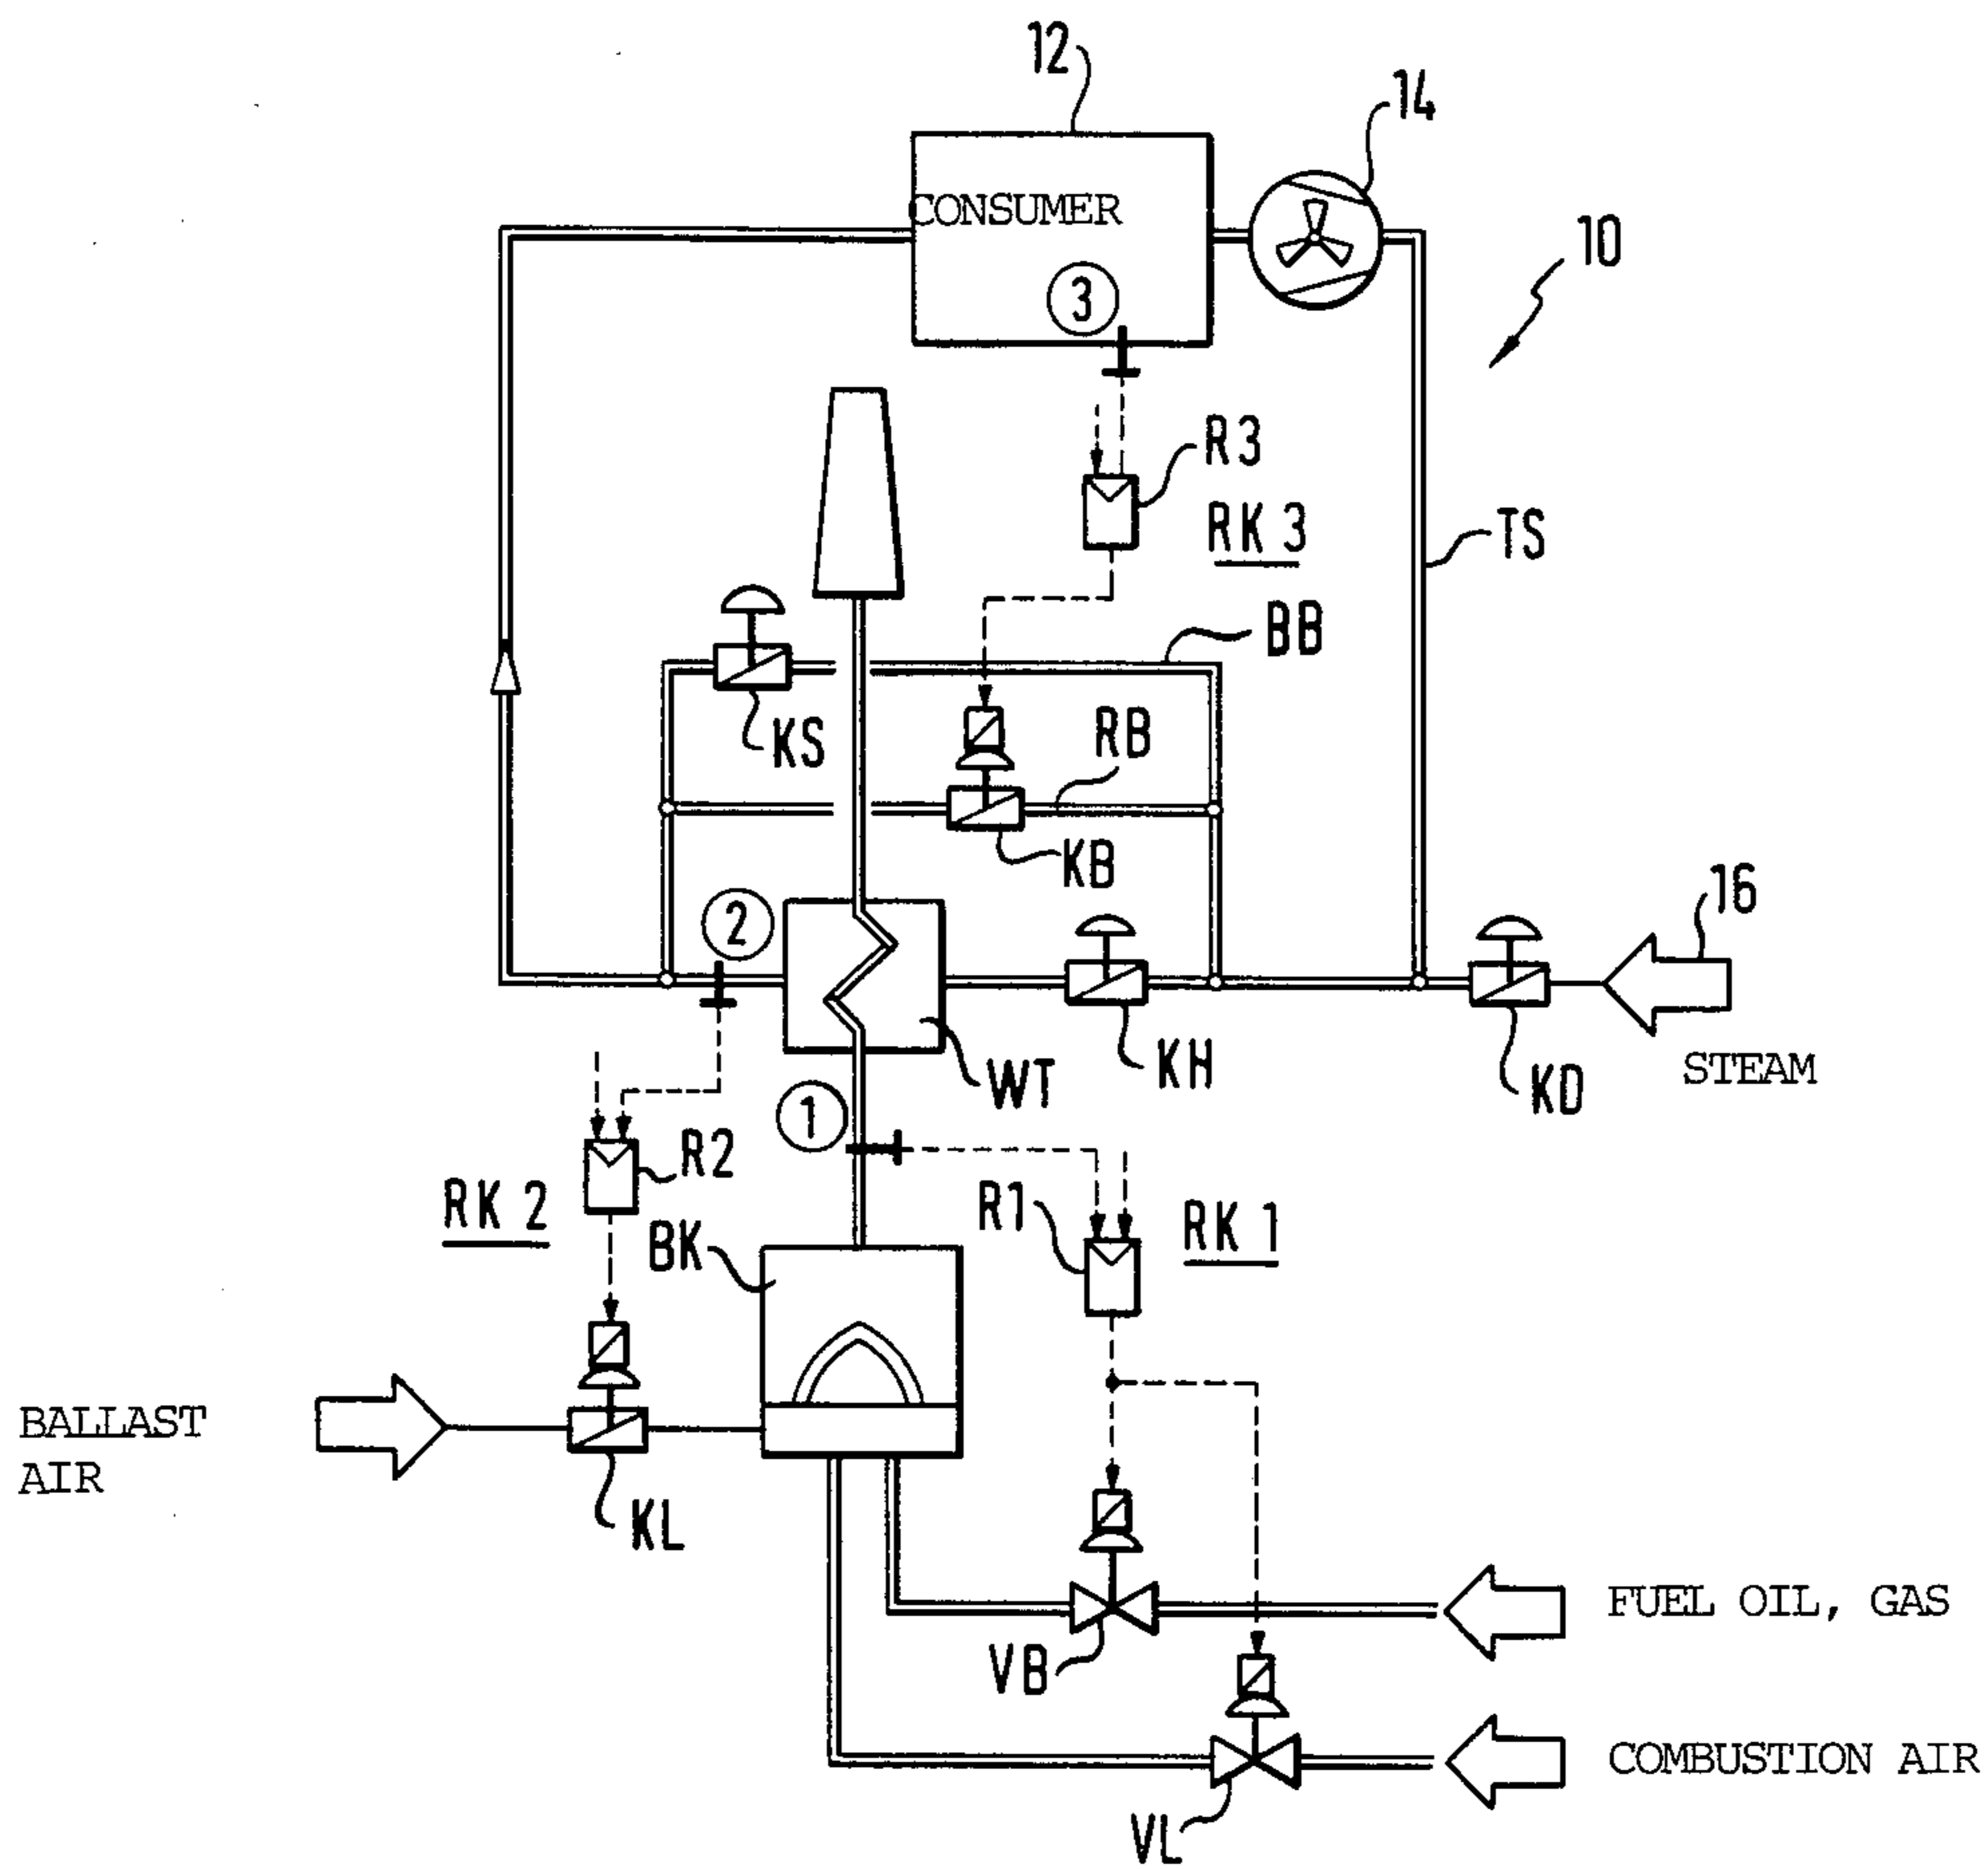 12
14
CONSUMER
10
3
R3
RK 3
TS
BB
KS
RB
KB
16
2
WT
KH
KD
STEAM
1
R2
RK 2
R1
RK 1
BK
BALLAST
AIR
KL
FUEL OIL, GAS
VB
COMBUSTION AIR
VL